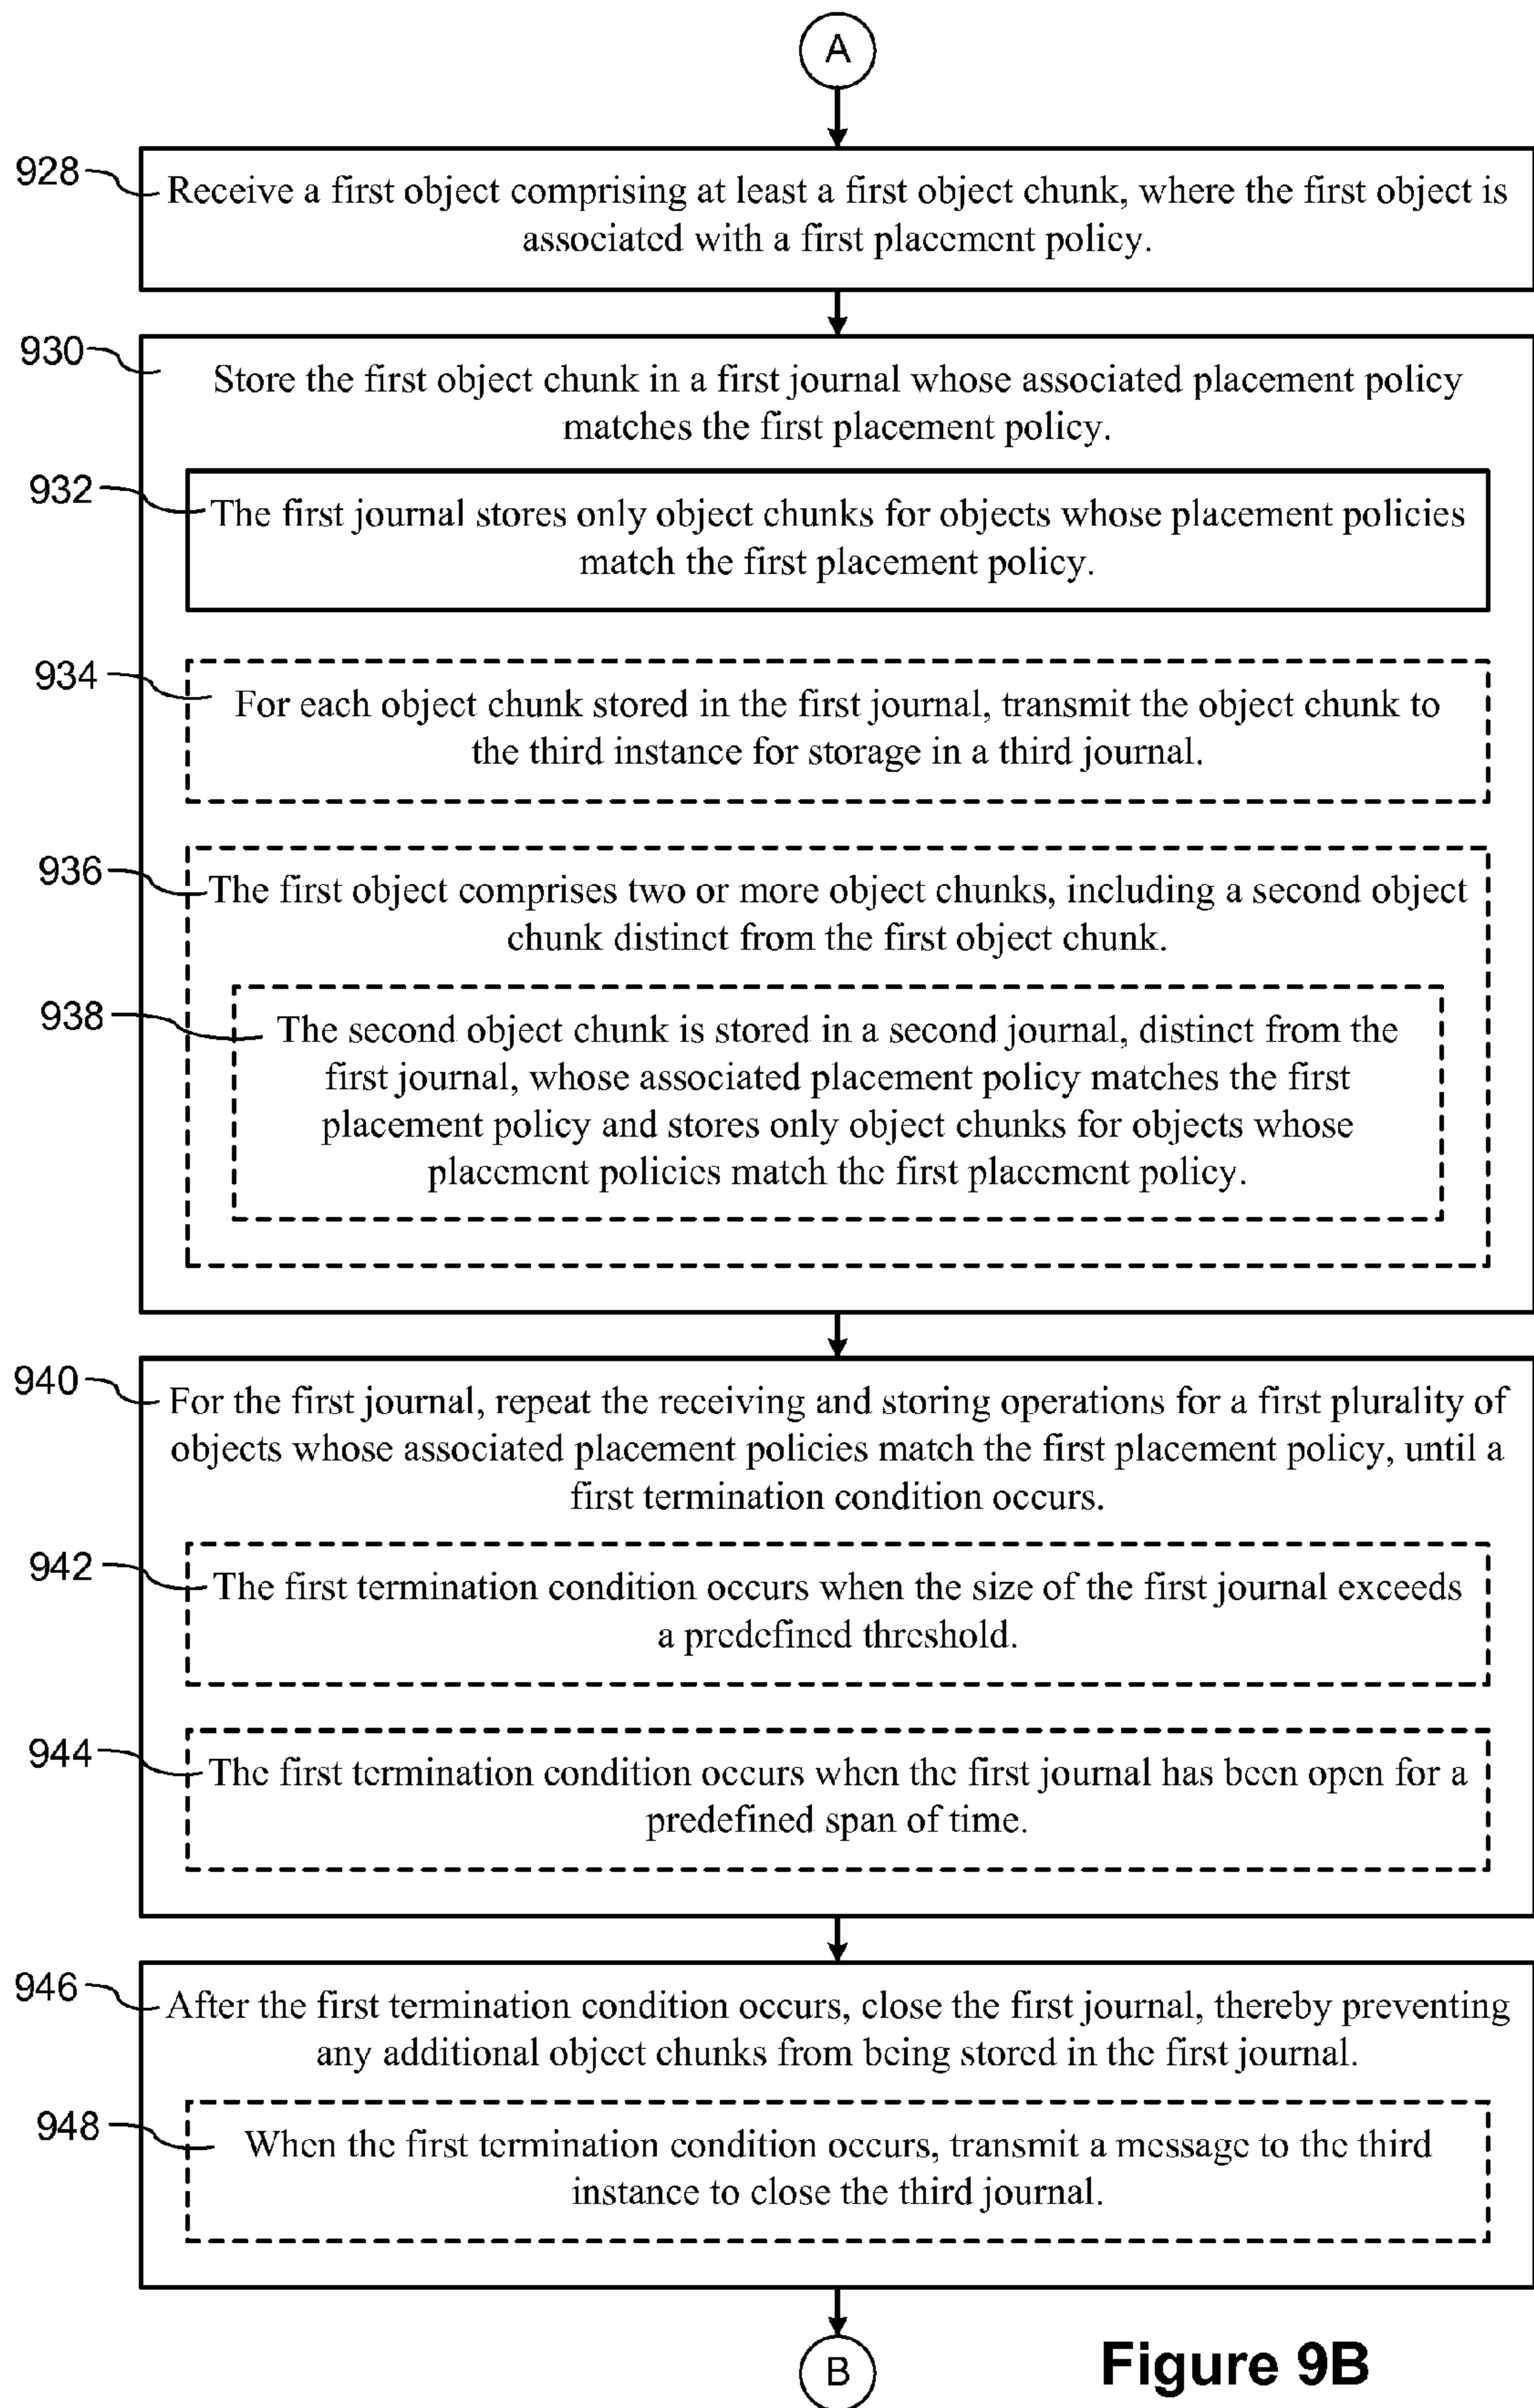 A
928
Receive a first object comprising at least a first object chunk, where the first object is
associated with a first placement policy.
930
Store the first object chunk in a first journal whose associated placement policy
matches the first placement policy.
932
The first journal stores only object chunks for objects whose placement policies
match the first placement policy.
934
For each object chunk stored in the first journal, transmit the object chunk to
the third instance for storage in a third journal.
936
The first object comprises two or more object chunks, including a second object
chunk distinct from the first object chunk.
938
The second object chunk is stored in a second journal, distinct from the
first journal, whose associated placement policy matches the first
placement policy and stores only object chunks for objects whose
placement policies match the first placement policy.
940
For the first journal, repeat the receiving and storing operations for a first plurality of
objects whose associated placement policies match the first placement policy, until a
first termination condition occurs.
942
The first termination condition occurs when the size of the first journal exceeds
a predefined threshold.
944
The first termination condition occurs when the first journal has been open for a
predefined span of time.
946
After the first termination condition occurs, close the first journal, thereby preventing
any additional object chunks from being stored in the first journal.
948
When the first termination condition occurs, transmit a message to the third
instance to close the third journal.
B
Figure 9B